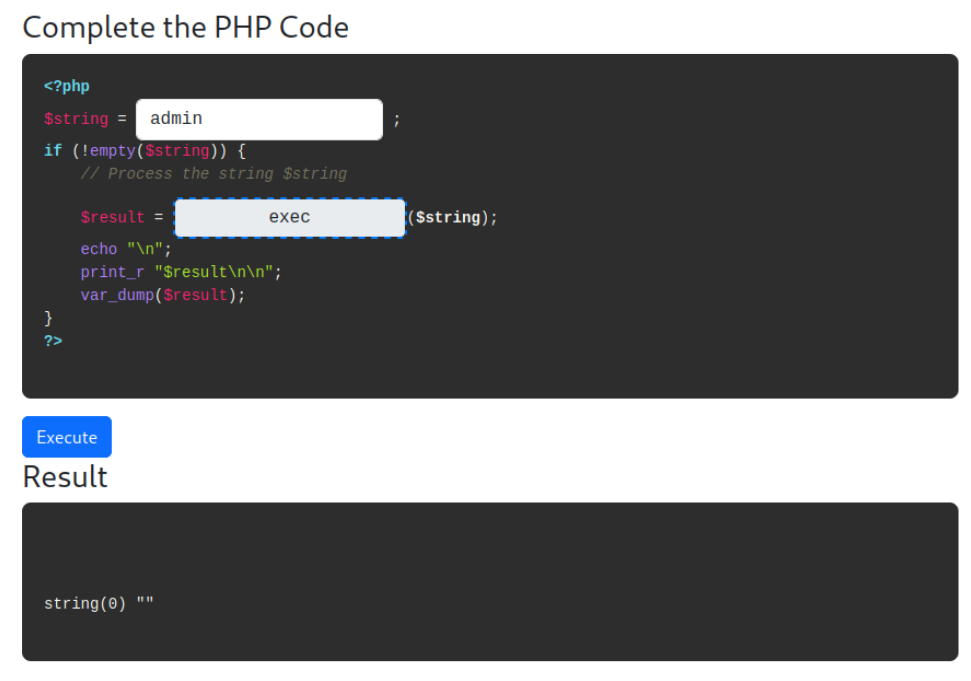 Complete the PHP Code
<?php
$string = admin ;
if (!empty($string)) {
// Process the string $string
$result = exec ($string);
echo "\n";
print_r "$result\n\n";
var_dump($result);
}
?>
Execute
Result
string(0) ""